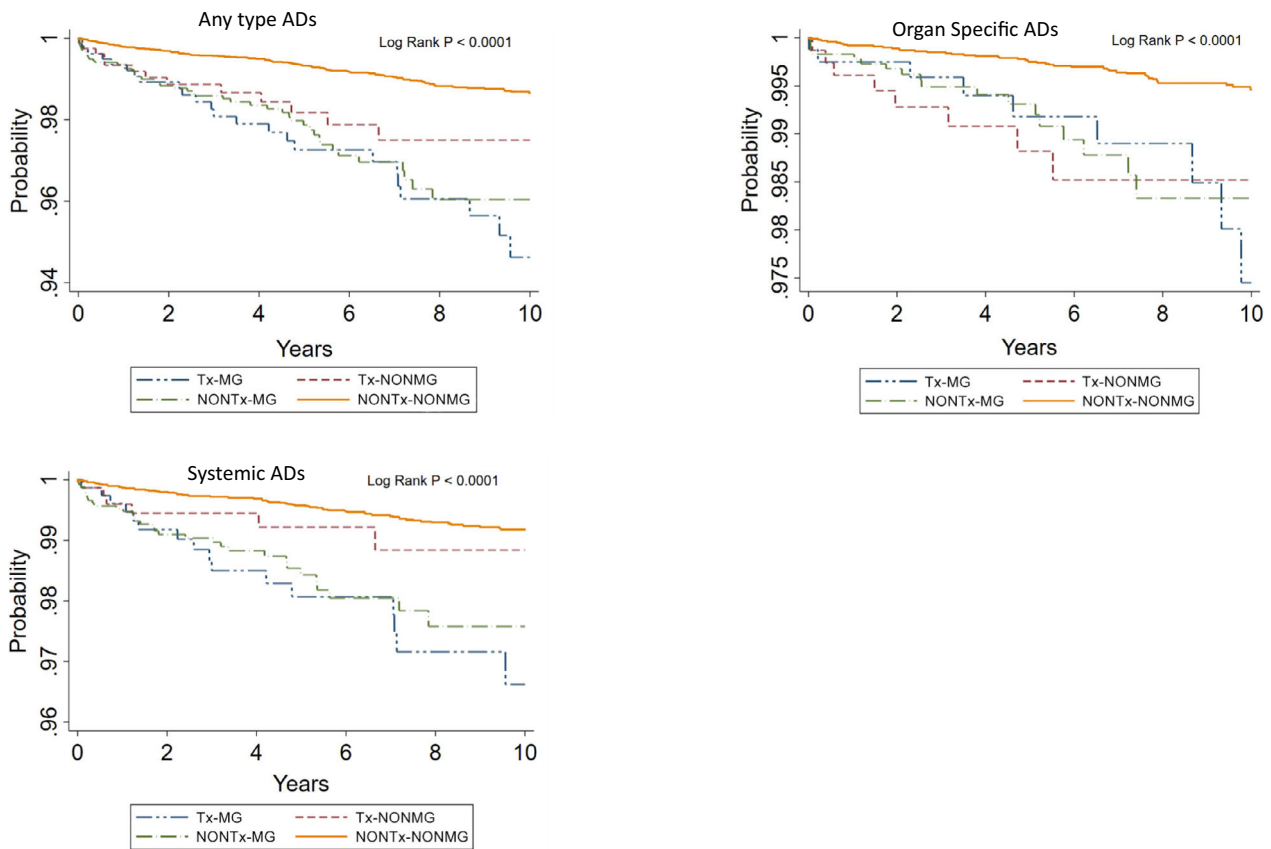 Any type ADs
Log Rank P < 0.0001
1
.98
.96
.94
Probability
0 2 4 6 8 10
Years
Tx-MG Tx-NONMG
NONTx-MG NONTx-NONMG
Organ Specific ADs
Log Rank P < 0.0001
1
.995
.99
.985
.98
.975
Probability
0 2 4 6 8 10
Years
Tx-MG Tx-NONMG
NONTx-MG NONTx-NONMG
Systemic ADs
Log Rank P < 0.0001
1
.99
.98
.97
.96
Probability
0 2 4 6 8 10
Years
Tx-MG Tx-NONMG
NONTx-MG NONTx-NONMG